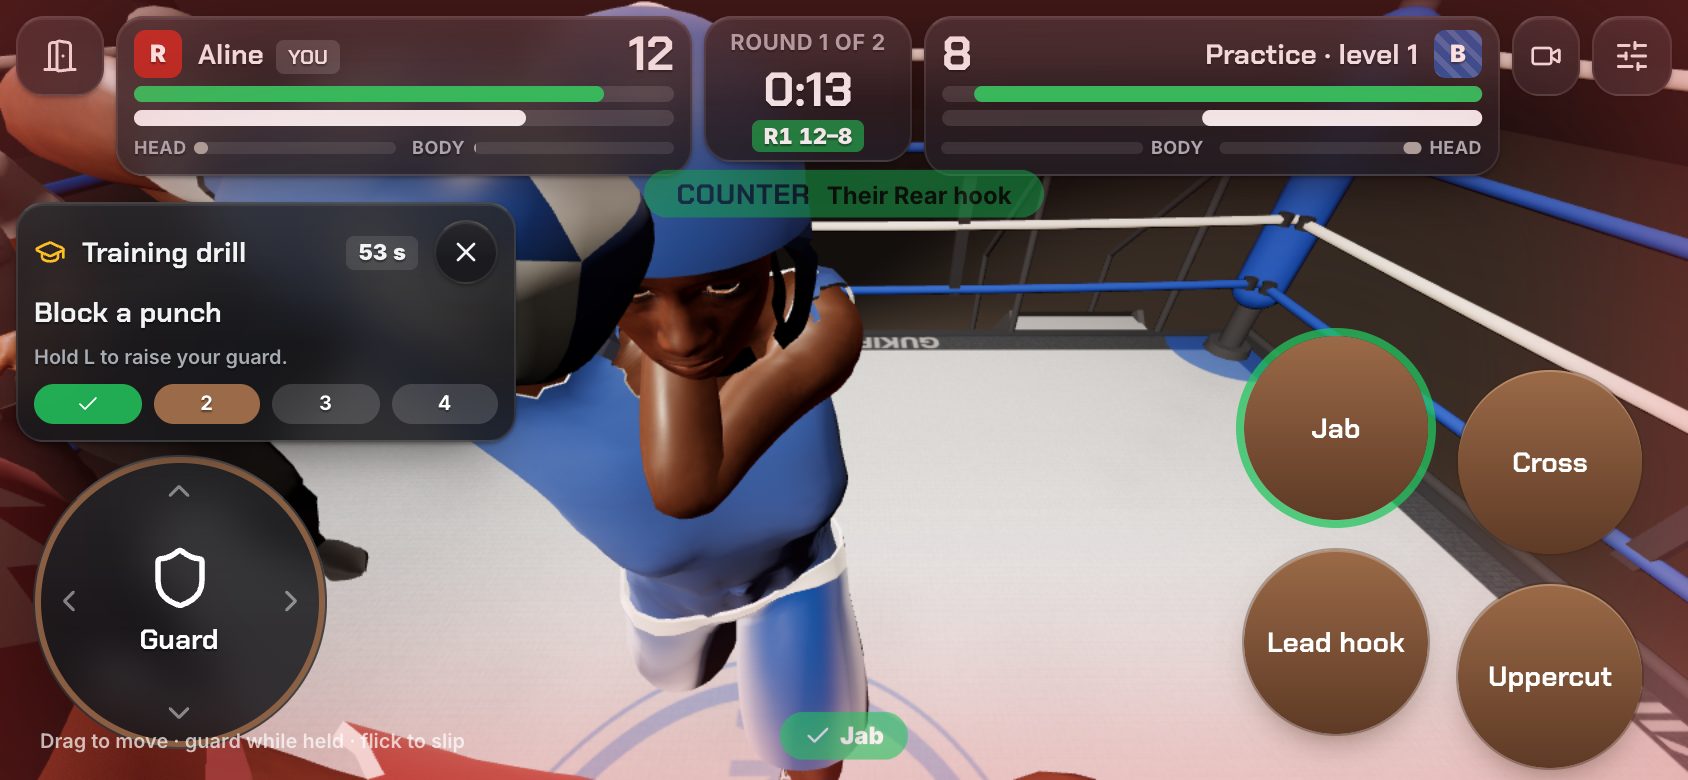 R Aline YOU 12
HEAD BODY
ROUND 1 OF 2
0:13
R1 12–8
8 Practice · level 1 B
BODY HEAD
COUNTER Their Rear hook
Training drill 53 s
Block a punch
Hold L to raise your guard.
2 3 4
Guard
Drag to move · guard while held · flick to slip
Jab
Cross
Lead hook
Uppercut
Jab